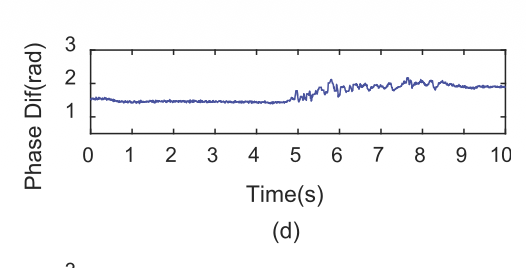 Phase Dif(rad)
3
2
1
0 1 2 3 4 5 6 7 8 9 10
Time(s)
(d)